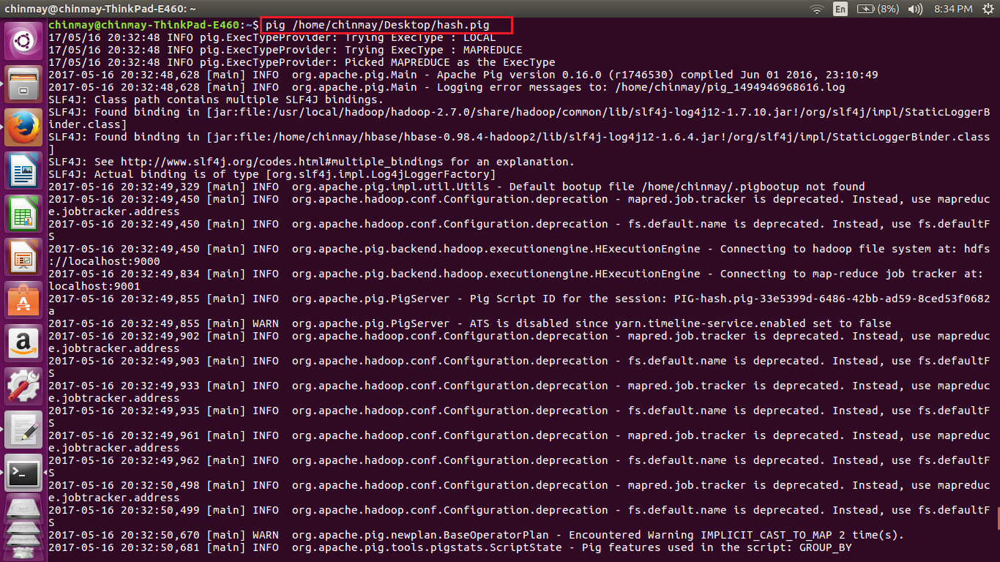 chinmay@chinmay-ThinkPad-E460: ~ En (8%) 8:34 PM
chinmay@chinmay-ThinkPad-E460:~$ pig /home/chinmay/Desktop/hash.pig
17/05/16 20:32:48 INFO pig.ExecTypeProvider: Trying ExecType : LOCAL
17/05/16 20:32:48 INFO pig.ExecTypeProvider: Trying ExecType : MAPREDUCE
17/05/16 20:32:48 INFO pig.ExecTypeProvider: Picked MAPREDUCE as the ExecType
2017-05-16 20:32:48,628 [main] INFO  org.apache.pig.Main - Apache Pig version 0.16.0 (r1746530) compiled Jun 01 2016, 23:10:49
2017-05-16 20:32:48,628 [main] INFO  org.apache.pig.Main - Logging error messages to: /home/chinmay/pig_1494946968616.log
SLF4J: Class path contains multiple SLF4J bindings.
SLF4J: Found binding in [jar:file:/usr/local/hadoop/hadoop-2.7.0/share/hadoop/common/lib/slf4j-log4j12-1.7.10.jar!/org/slf4j/impl/StaticLoggerB
inder.class]
SLF4J: Found binding in [jar:file:/home/chinmay/hbase/hbase-0.98.4-hadoop2/lib/slf4j-log4j12-1.6.4.jar!/org/slf4j/impl/StaticLoggerBinder.class
]
SLF4J: See http://www.slf4j.org/codes.html#multiple_bindings for an explanation.
SLF4J: Actual binding is of type [org.slf4j.impl.Log4jLoggerFactory]
2017-05-16 20:32:49,329 [main] INFO  org.apache.pig.impl.util.Utils - Default bootup file /home/chinmay/.pigbootup not found
2017-05-16 20:32:49,450 [main] INFO  org.apache.hadoop.conf.Configuration.deprecation - mapred.job.tracker is deprecated. Instead, use mapreduc
e.jobtracker.address
2017-05-16 20:32:49,450 [main] INFO  org.apache.hadoop.conf.Configuration.deprecation - fs.default.name is deprecated. Instead, use fs.defaultF
S
2017-05-16 20:32:49,450 [main] INFO  org.apache.pig.backend.hadoop.executionengine.HExecutionEngine - Connecting to hadoop file system at: hdfs
://localhost:9000
2017-05-16 20:32:49,834 [main] INFO  org.apache.pig.backend.hadoop.executionengine.HExecutionEngine - Connecting to map-reduce job tracker at:
localhost:9001
2017-05-16 20:32:49,855 [main] INFO  org.apache.pig.PigServer - Pig Script ID for the session: PIG-hash.pig-33e5399d-6486-42bb-ad59-8ced53f0682
a
2017-05-16 20:32:49,855 [main] WARN  org.apache.pig.PigServer - ATS is disabled since yarn.timeline-service.enabled set to false
2017-05-16 20:32:49,902 [main] INFO  org.apache.hadoop.conf.Configuration.deprecation - mapred.job.tracker is deprecated. Instead, use mapreduc
e.jobtracker.address
2017-05-16 20:32:49,903 [main] INFO  org.apache.hadoop.conf.Configuration.deprecation - fs.default.name is deprecated. Instead, use fs.defaultF
S
2017-05-16 20:32:49,933 [main] INFO  org.apache.hadoop.conf.Configuration.deprecation - mapred.job.tracker is deprecated. Instead, use mapreduc
e.jobtracker.address
2017-05-16 20:32:49,935 [main] INFO  org.apache.hadoop.conf.Configuration.deprecation - fs.default.name is deprecated. Instead, use fs.defaultF
S
2017-05-16 20:32:49,961 [main] INFO  org.apache.hadoop.conf.Configuration.deprecation - mapred.job.tracker is deprecated. Instead, use mapreduc
e.jobtracker.address
2017-05-16 20:32:49,962 [main] INFO  org.apache.hadoop.conf.Configuration.deprecation - fs.default.name is deprecated. Instead, use fs.defaultF
S
2017-05-16 20:32:50,498 [main] INFO  org.apache.hadoop.conf.Configuration.deprecation - mapred.job.tracker is deprecated. Instead, use mapreduc
e.jobtracker.address
2017-05-16 20:32:50,499 [main] INFO  org.apache.hadoop.conf.Configuration.deprecation - fs.default.name is deprecated. Instead, use fs.defaultF
S
2017-05-16 20:32:50,670 [main] WARN  org.apache.pig.newplan.BaseOperatorPlan - Encountered Warning IMPLICIT_CAST_TO_MAP 2 time(s).
2017-05-16 20:32:50,681 [main] INFO  org.apache.pig.tools.pigstats.ScriptState - Pig features used in the script: GROUP_BY